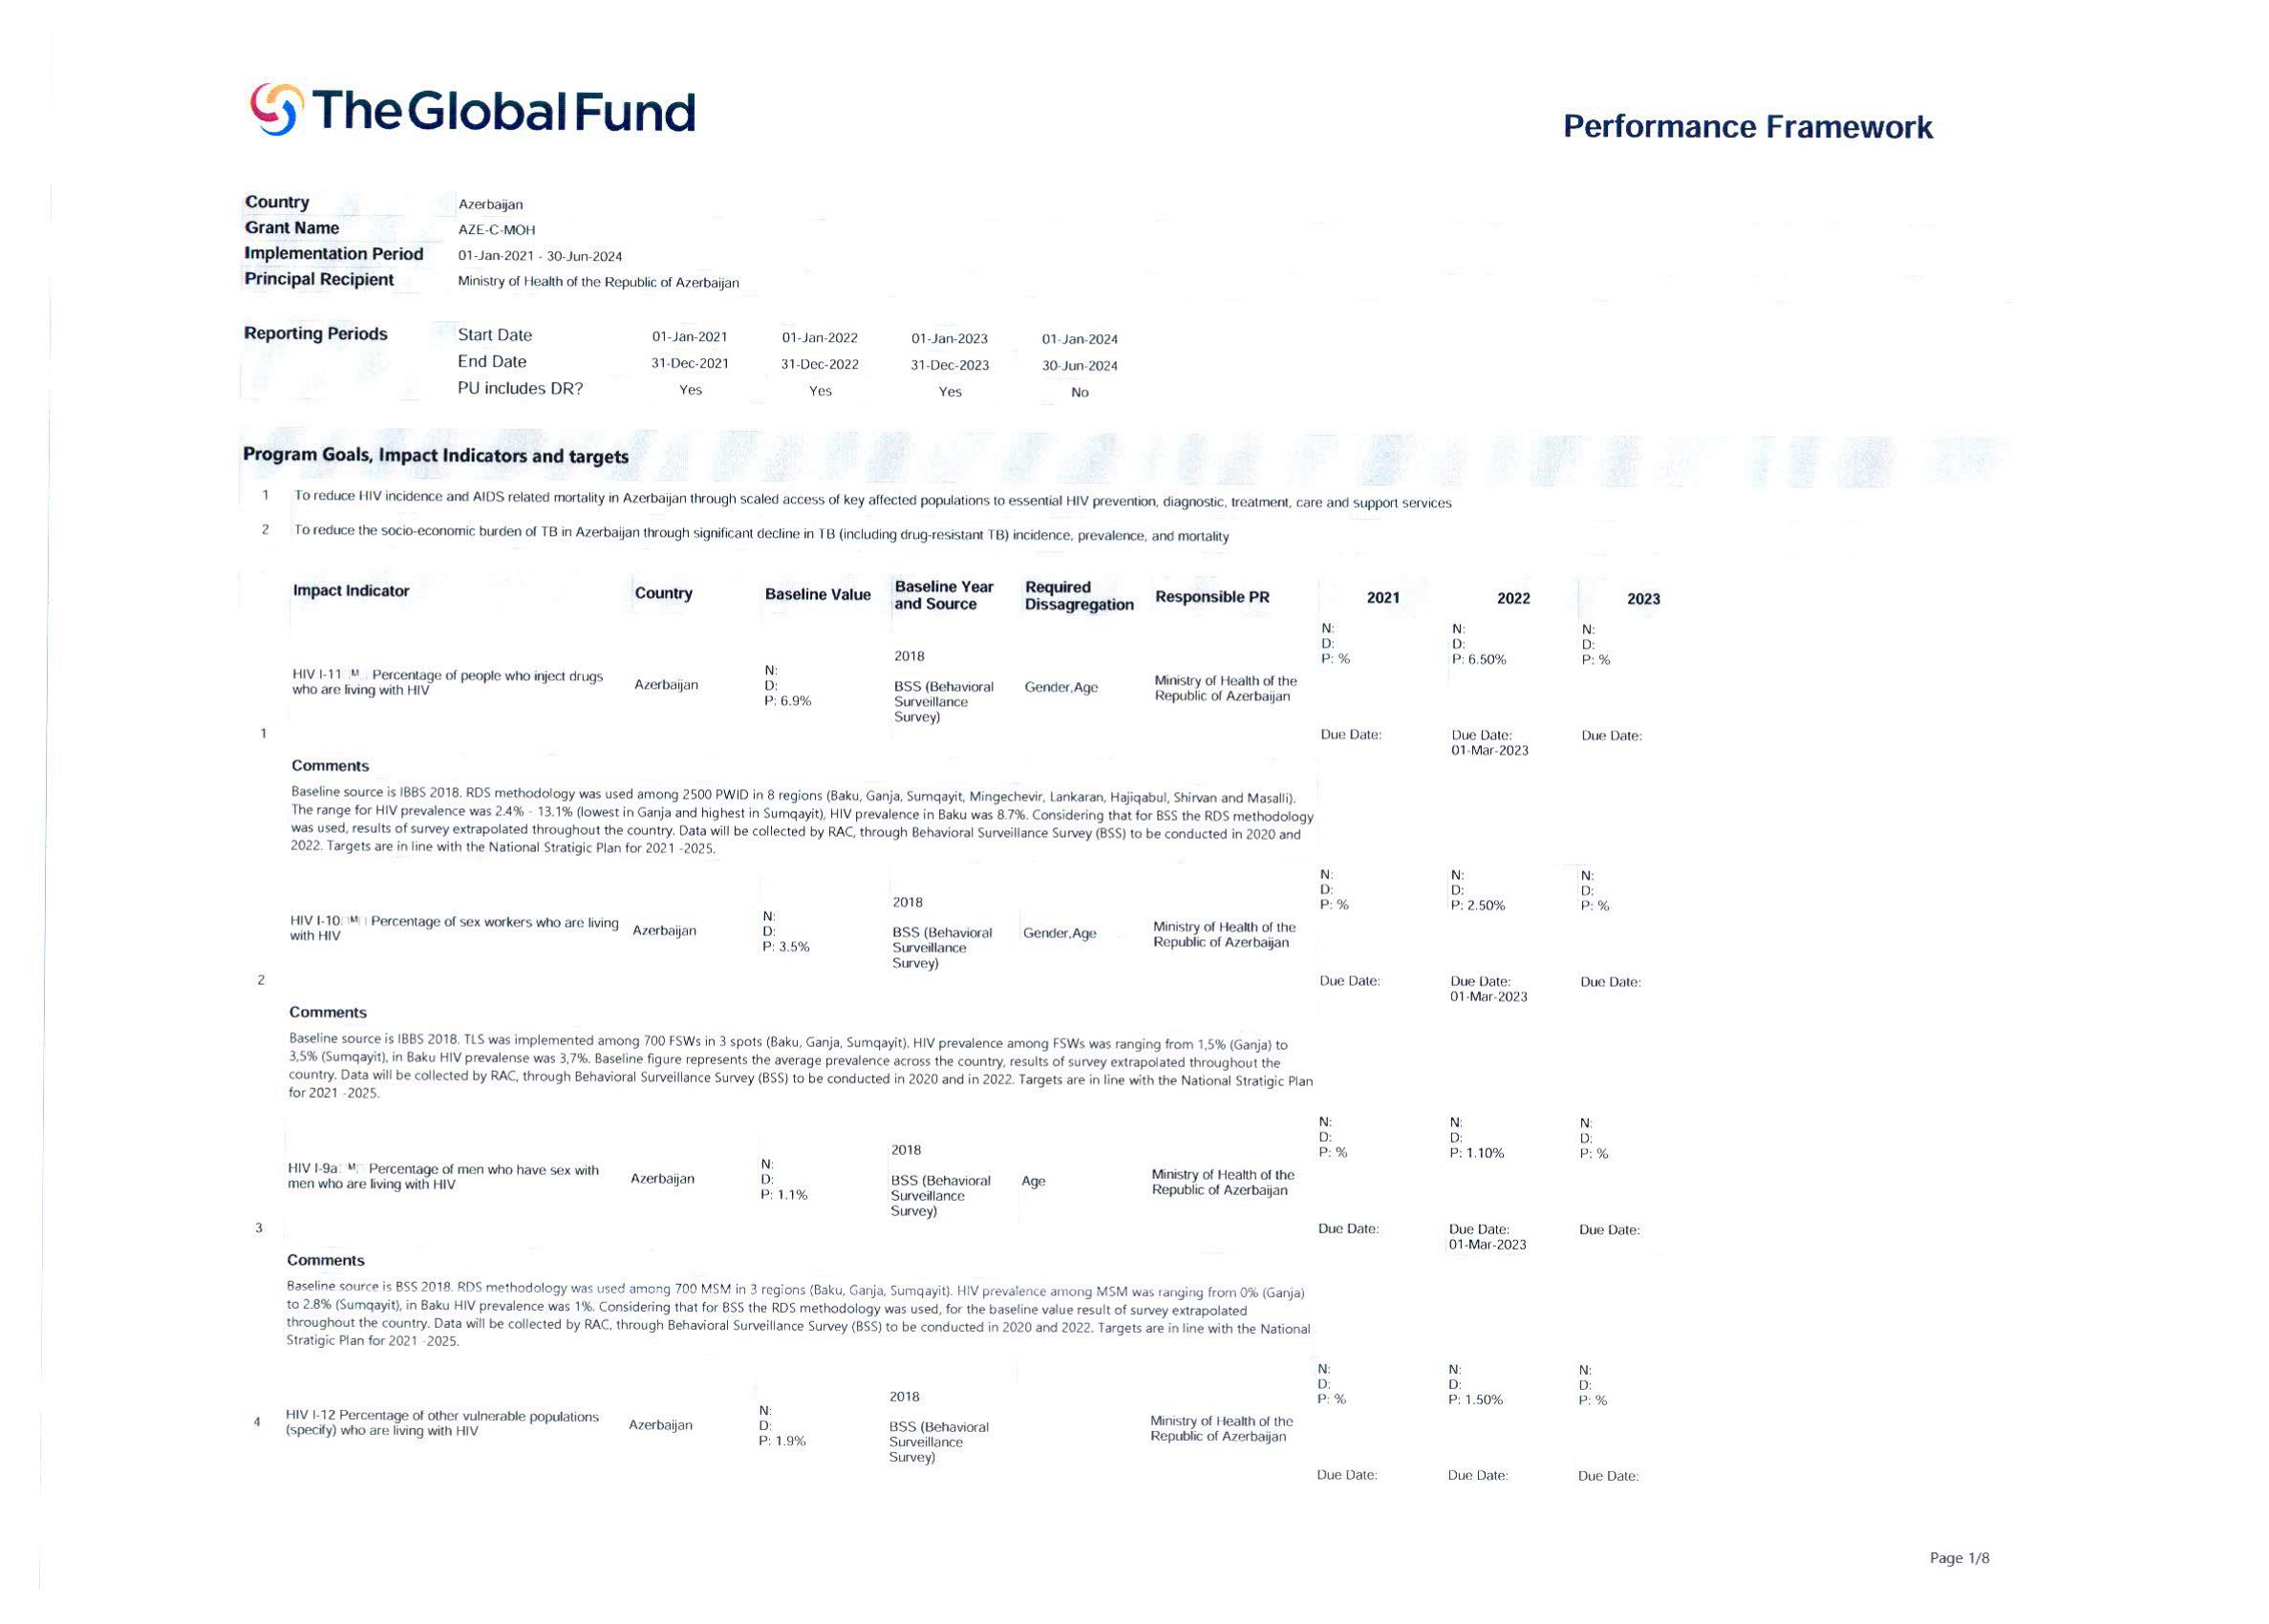 The Global Fund
Performance Framework
Country Azerbaijan
Grant Name AZE-C-MOH
Implementation Period 01-Jan-2021 - 30-Jun-2024
Principal Recipient Ministry of Health of the Republic of Azerbaijan
Reporting Periods Start Date 01-Jan-2021 01-Jan-2022 01-Jan-2023 01-Jan-2024
End Date 31-Dec-2021 31-Dec-2022 31-Dec-2023 30-Jun-2024
PU includes DR? Yes Yes Yes No
Program Goals, Impact Indicators and targets
1 To reduce HIV incidence and AIDS related mortality in Azerbaijan through scaled access of key affected populations to essential HIV prevention, diagnostic, treatment, care and support services
2 To reduce the socio-economic burden of TB in Azerbaijan through significant decline in TB (including drug-resistant TB) incidence, prevalence, and mortality
Impact Indicator Country Baseline Value Baseline Year and Source Required Dissagregation Responsible PR 2021 2022 2023
1
HIV I-11 M Percentage of people who inject drugs
who are living with HIV
Azerbaijan
N:
D:
P: 6.9%
2018
BSS (Behavioral
Surveillance
Survey)
Gender,Age
Ministry of Health of the
Republic of Azerbaijan
N:
D:
P: %
Due Date:
N:
D:
P: 6.50%
Due Date:
01-Mar-2023
N:
D:
P: %
Due Date:
Comments
Baseline source is IBBS 2018. RDS methodology was used among 2500 PWID in 8 regions (Baku, Ganja, Sumqayit, Mingechevir, Lankaran, Hajiqabul, Shirvan and Masalli).
The range for HIV prevalence was 2.4% - 13.1% (lowest in Ganja and highest in Sumqayit), HIV prevalence in Baku was 8.7%. Considering that for BSS the RDS methodology
was used, results of survey extrapolated throughout the country. Data will be collected by RAC, through Behavioral Surveillance Survey (BSS) to be conducted in 2020 and
2022. Targets are in line with the National Stratigic Plan for 2021 -2025.
2
HIV I-10 M Percentage of sex workers who are living
with HIV
Azerbaijan
N:
D:
P: 3.5%
2018
BSS (Behavioral
Surveillance
Survey)
Gender,Age
Ministry of Health of the
Republic of Azerbaijan
N:
D:
P: %
Due Date:
N:
D:
P: 2.50%
Due Date:
01-Mar-2023
N:
D:
P: %
Due Date:
Comments
Baseline source is IBBS 2018. TLS was implemented among 700 FSWs in 3 spots (Baku, Ganja, Sumqayit). HIV prevalence among FSWs was ranging from 1,5% (Ganja) to
3,5% (Sumqayit), in Baku HIV prevalense was 3,7%. Baseline figure represents the average prevalence across the country, results of survey extrapolated throughout the
country. Data will be collected by RAC, through Behavioral Surveillance Survey (BSS) to be conducted in 2020 and in 2022. Targets are in line with the National Stratigic Plan
for 2021 -2025.
3
HIV I-9a M Percentage of men who have sex with
men who are living with HIV
Azerbaijan
N:
D:
P: 1.1%
2018
BSS (Behavioral
Surveillance
Survey)
Age
Ministry of Health of the
Republic of Azerbaijan
N:
D:
P: %
Due Date:
N:
D:
P: 1.10%
Due Date:
01-Mar-2023
N:
D:
P: %
Due Date:
Comments
Baseline source is BSS 2018. RDS methodology was used among 700 MSM in 3 regions (Baku, Ganja, Sumqayit). HIV prevalence among MSM was ranging from 0% (Ganja)
to 2.8% (Sumqayit), in Baku HIV prevalence was 1%. Considering that for BSS the RDS methodology was used, for the baseline value result of survey extrapolated
throughout the country. Data will be collected by RAC, through Behavioral Surveillance Survey (BSS) to be conducted in 2020 and 2022. Targets are in line with the National
Stratigic Plan for 2021 -2025.
4
HIV I-12 Percentage of other vulnerable populations
(specify) who are living with HIV
Azerbaijan
N:
D:
P: 1.9%
2018
BSS (Behavioral
Surveillance
Survey)
Ministry of Health of the
Republic of Azerbaijan
N:
D:
P: %
Due Date:
N:
D:
P: 1.50%
Due Date:
N:
D:
P: %
Due Date:
Page 1/8